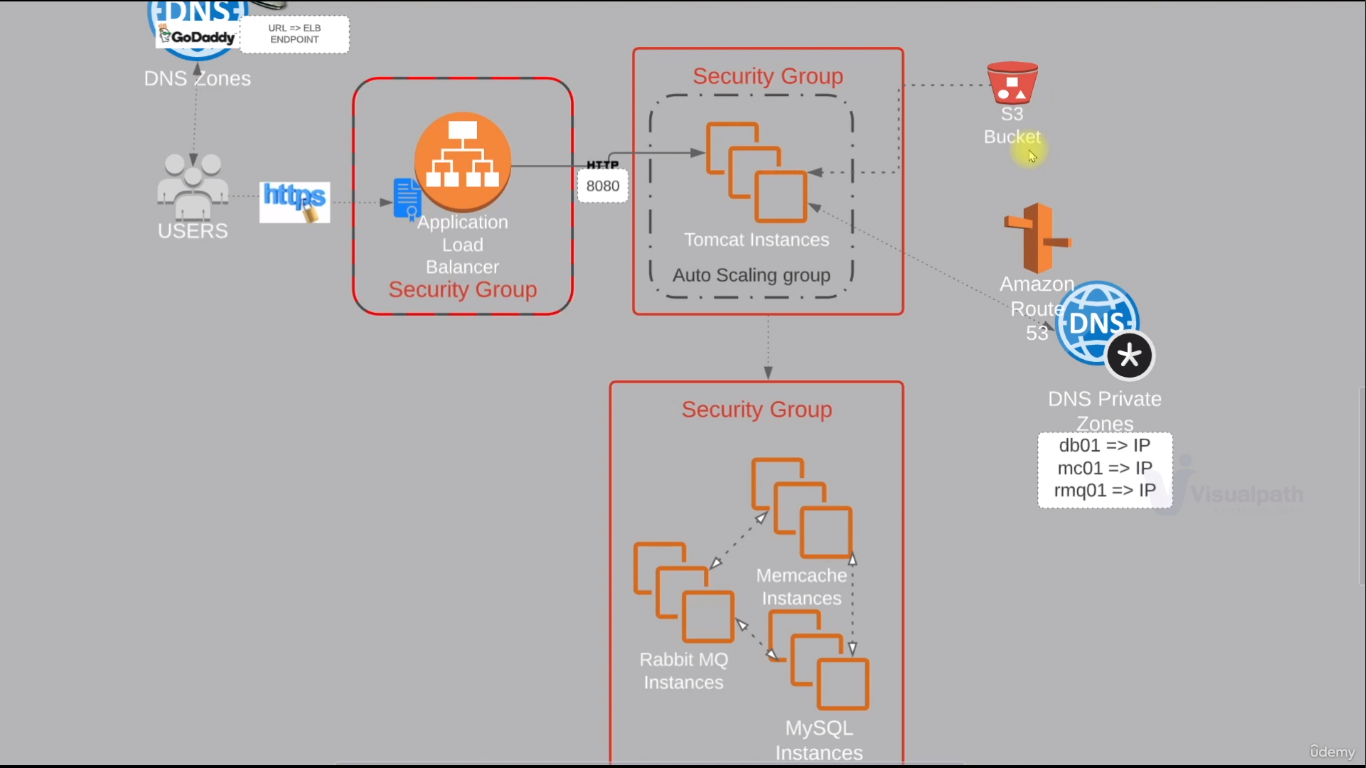 DNS
GoDaddy
URL => ELB
ENDPOINT
DNS Zones
USERS
https
Application
Load
Balancer
Security Group
HTTP
8080
Security Group
Tomcat Instances
Auto Scaling group
S3
Bucket
Amazon
Route
53
DNS
*
DNS Private
Zones
db01 => IP
mc01 => IP
rmq01 => IP
Visualpath
Security Group
Memcache
Instances
Rabbit MQ
Instances
MySQL
Instances
ûdemy